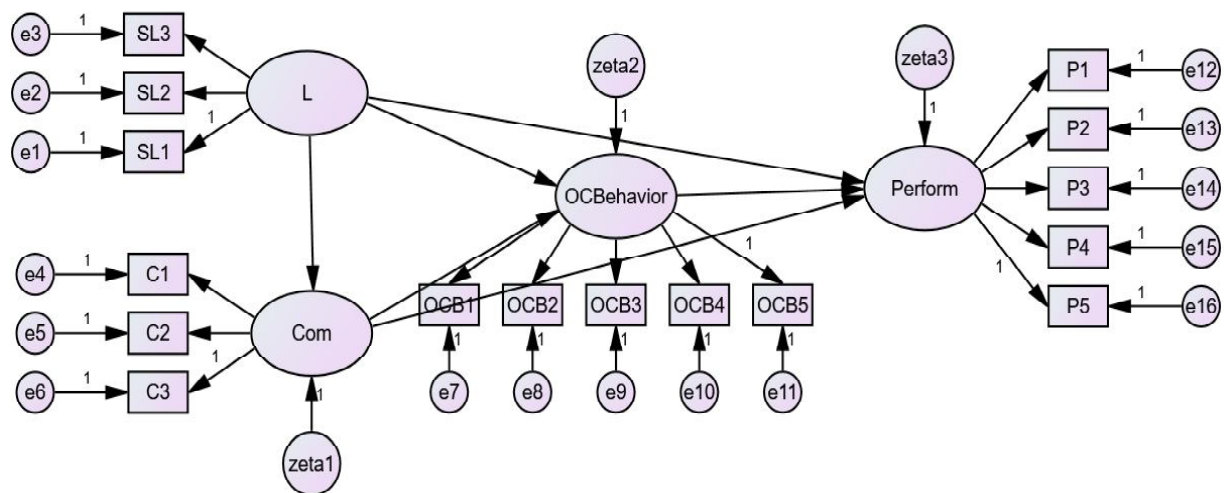 e3 1 SL3
e2 1 SL2
e1 1 SL1 1
L
zeta2
1
zeta3
1
OCBehavior
Perform
P1 1 e12
P2 1 e13
P3 1 e14
P4 1 e15
1 P5 1 e16
e4 1 C1
e5 1 C2
e6 1 C3 1
Com
1
zeta1
1
OCB1 OCB2 OCB3 OCB4 OCB5
1 1 1 1 1
e7 e8 e9 e10 e11